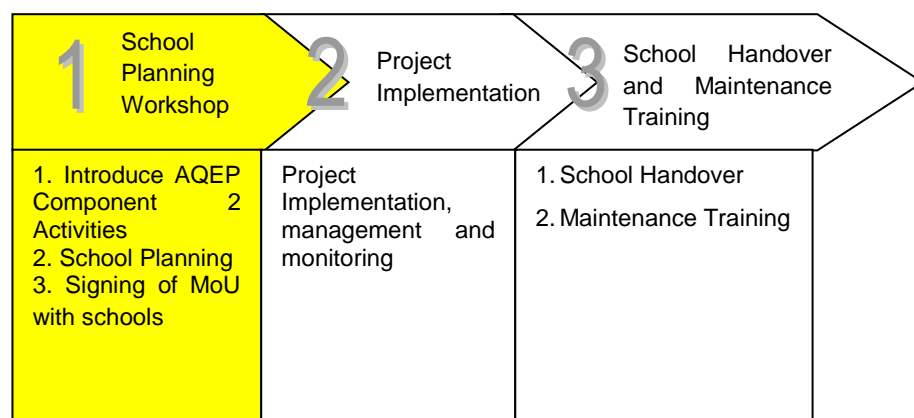 1
School
Planning
Workshop
2
Project
Implementation
3
School Handover
and Maintenance
Training
1. Introduce AQEP
Component 2
Activities
2. School Planning
3. Signing of MoU
with schools
Project
Implementation,
management and
monitoring
1. School Handover
2. Maintenance Training